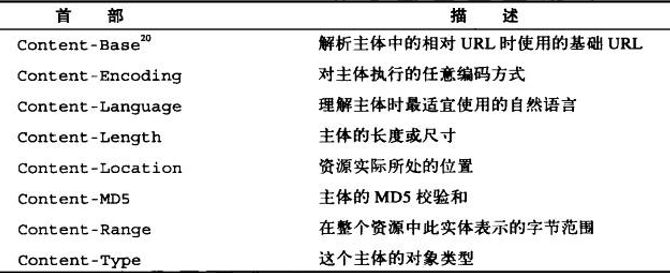 首 部 描 述
Content-Base20 解析主体中的相对 URL 时使用的基础 URL
Content-Encoding 对主体执行的任意编码方式
Content-Language 理解主体时最适宜使用的自然语言
Content-Length 主体的长度或尺寸
Content-Location 资源实际所处的位置
Content-MD5 主体的 MD5 校验和
Content-Range 在整个资源中此实体表示的字节范围
Content-Type 这个主体的对象类型